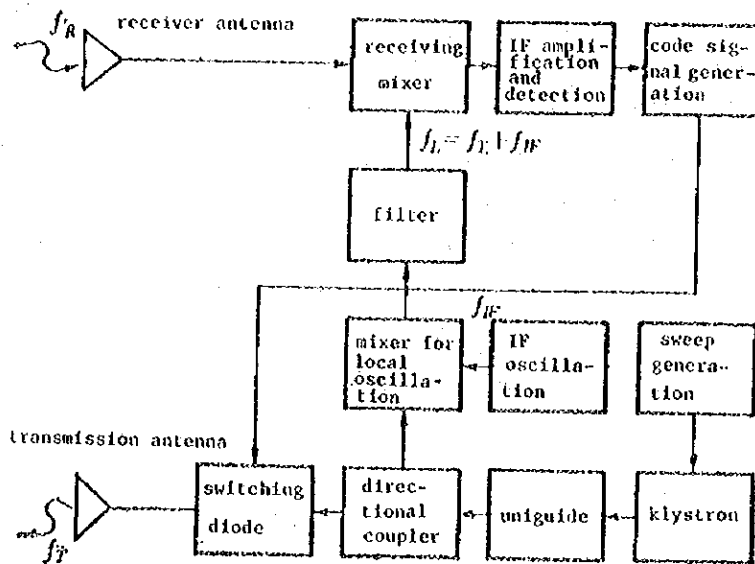 f_R
receiver antenna
receiving
mixer
IF ampli-
fication
and
detection
code sig-
nal gener-
ation
f_L = f_T + f_IF
filter
f_IF
mixer for
local
oscilla-
tion
IF
oscilla-
tion
sweep
genera-
tion
transmission antenna
switching
diode
direc-
tional
coupler
uniguide
klystron
f_T